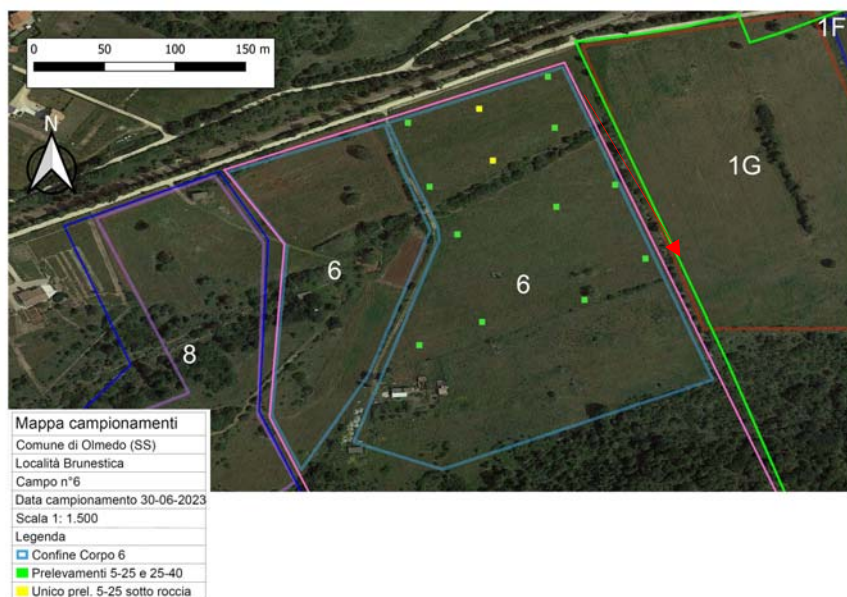 0 50 100 150 m
1F
N
1G
6
6
8
Mappa campionamenti
Comune di Olmedo (SS)
Località Brunestica
Campo n°6
Data campionamento 30-06-2023
Scala 1: 1.500
Legenda
Confine Corpo 6
Prelevamenti 5-25 e 25-40
Unico prel. 5-25 sotto roccia